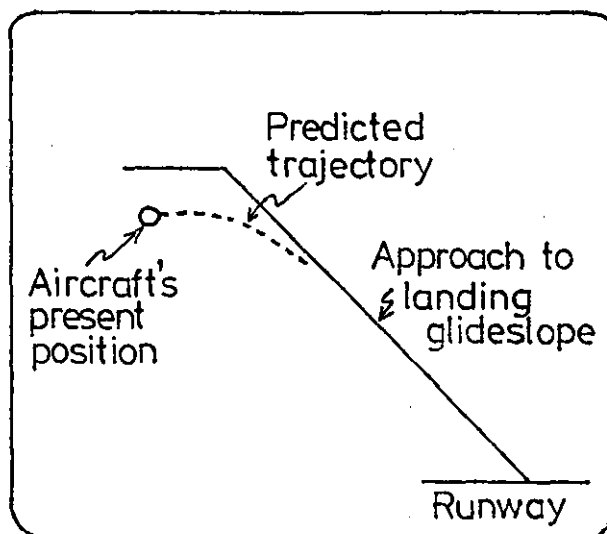 Predicted
trajectory
Aircraft's
present
position
Approach to
landing
glideslope
Runway